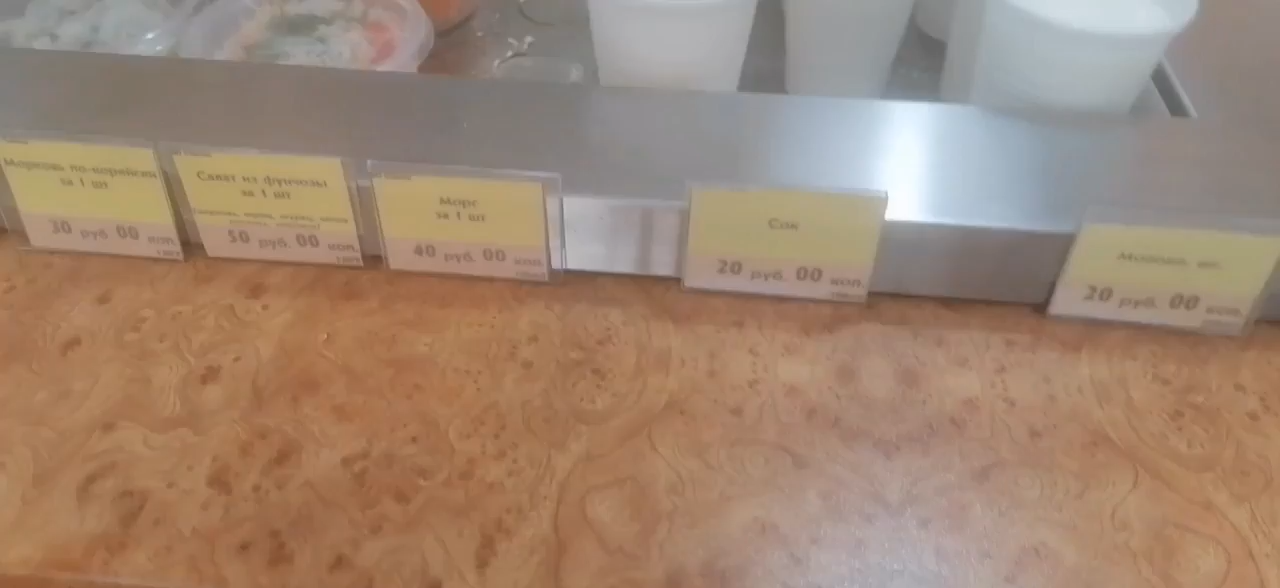 Морковь по-корейски
за 1 шт
30 руб 00 коп.
Салат из фунчозы
за 1 шт
50 руб. 00 коп.
Морс
за 1 шт
40 руб. 00 коп.
Сок
20 руб. 00 коп.
20 руб. 00 коп.